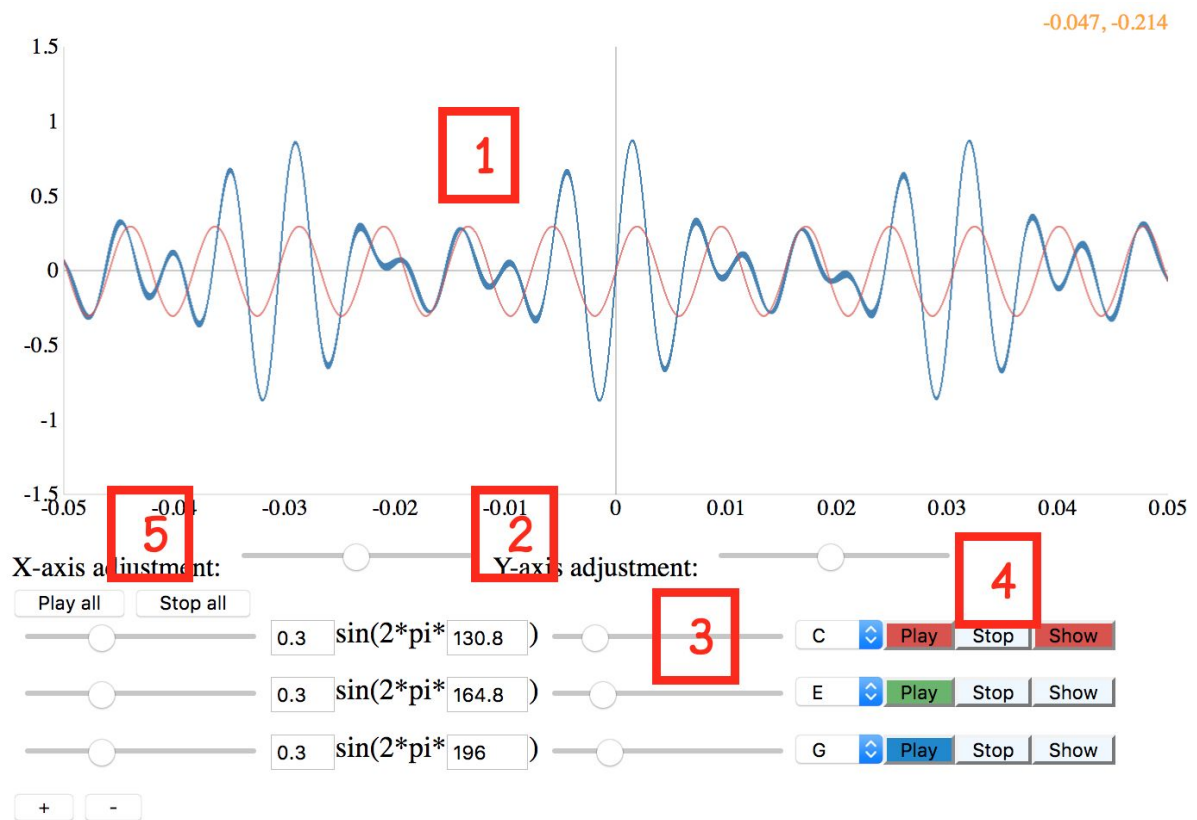 -0.047, -0.214
1.5
1
1
0.5
0
-0.5
-1
-1.5
-0.05 -0.04 -0.03 -0.02 -0.01 0 0.01 0.02 0.03 0.04 0.05
5 2
X-axis adjustment: Y-axis adjustment:
4
Play all Stop all
0.3 sin(2*pi* 130.8 ) 3 C Play Stop Show
0.3 sin(2*pi* 164.8 ) E Play Stop Show
0.3 sin(2*pi* 196 ) G Play Stop Show
+ -